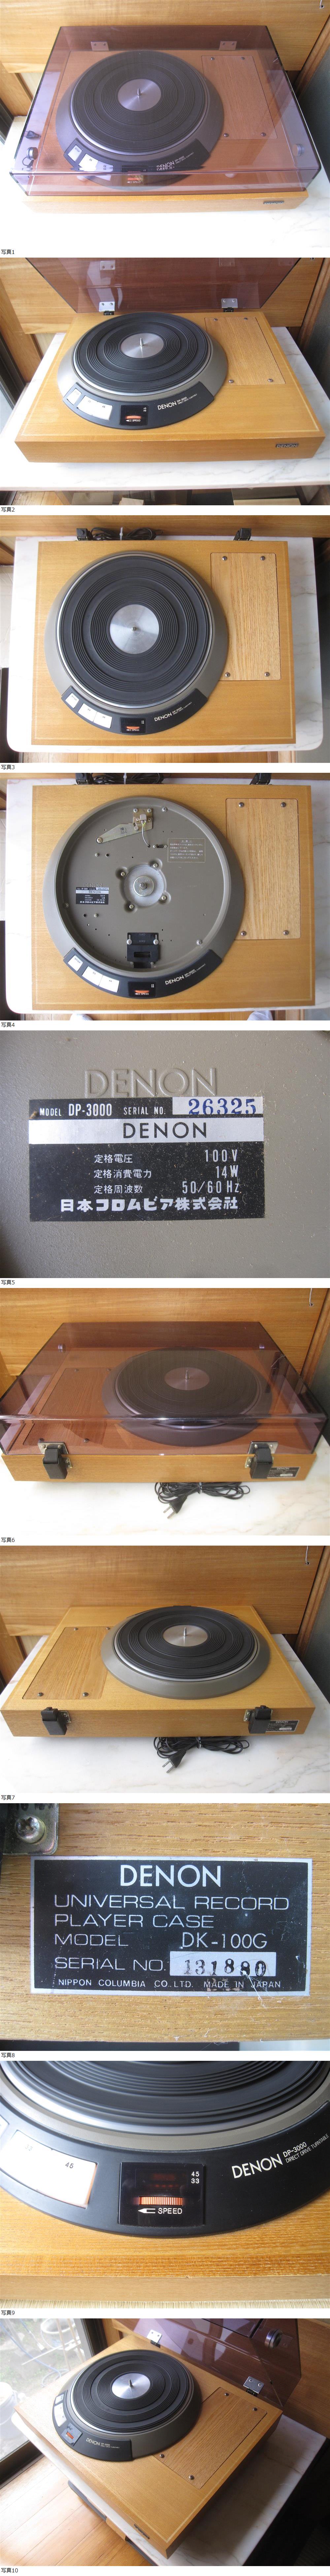 DENON
写真1
DENON
写真2
DENON
写真3
DENON
写真4
DENON
MODEL DP-3000 SERIAL NO. 26325
DENON
定格電圧 100V
定格消費電力 14W
定格周波数 50/60Hz
日本コロムビア株式会社
写真5
写真6
写真7
DENON
UNIVERSAL RECORD
PLAYER CASE
MODEL DK-100G
SERIAL NO. 131880
NIPPON COLUMBIA CO. LTD. MADE IN JAPAN
写真8
45
45
33
SPEED
DENON DP-3000
DIRECT DRIVE TURNTABLE
写真9
DENON
写真10